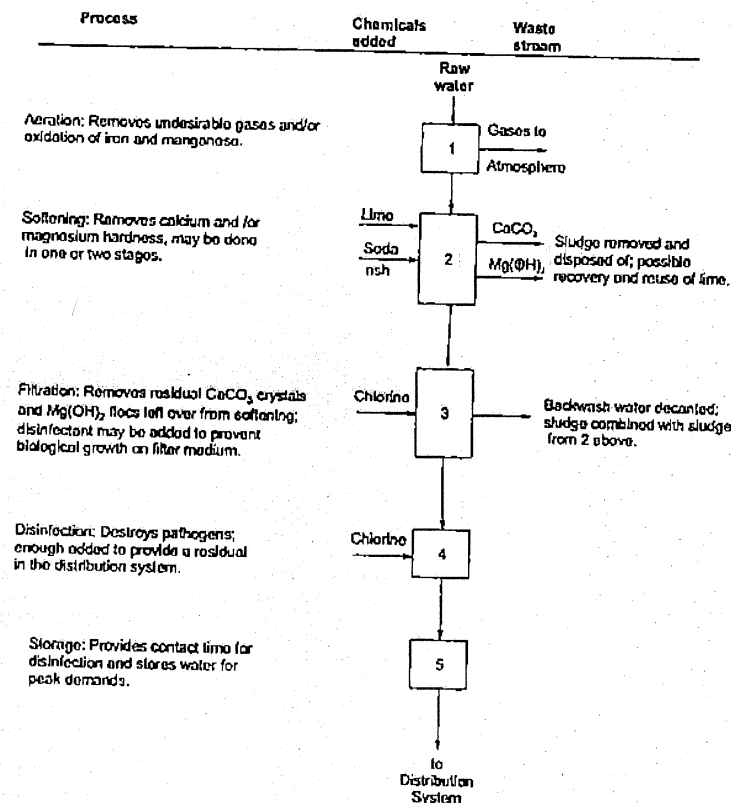 Process
Chemicals
added
Waste
stream
Raw
water
Aeration: Removes undesirable gases and/or
oxidation of iron and manganese.
1
Gases to
Atmosphere
Softening: Removes calcium and /or
magnesium hardness, may be done
in one or two stages.
Lime
Soda
ash
2
CaCO₃
Mg(OH)₂
Sludge removed and
disposed of; possible
recovery and reuse of lime.
Filtration: Removes residual CaCO₃ crystals
and Mg(OH)₂ flocs left over from softening;
disinfectant may be added to prevent
biological growth on filter medium.
Chlorine
3
Backwash water decanted;
sludge combined with sludge
from 2 above.
Disinfection: Destroys pathogens;
enough added to provide a residual
in the distribution system.
Chlorine
4
Storage: Provides contact time for
disinfection and stores water for
peak demands.
5
to
Distribution
System